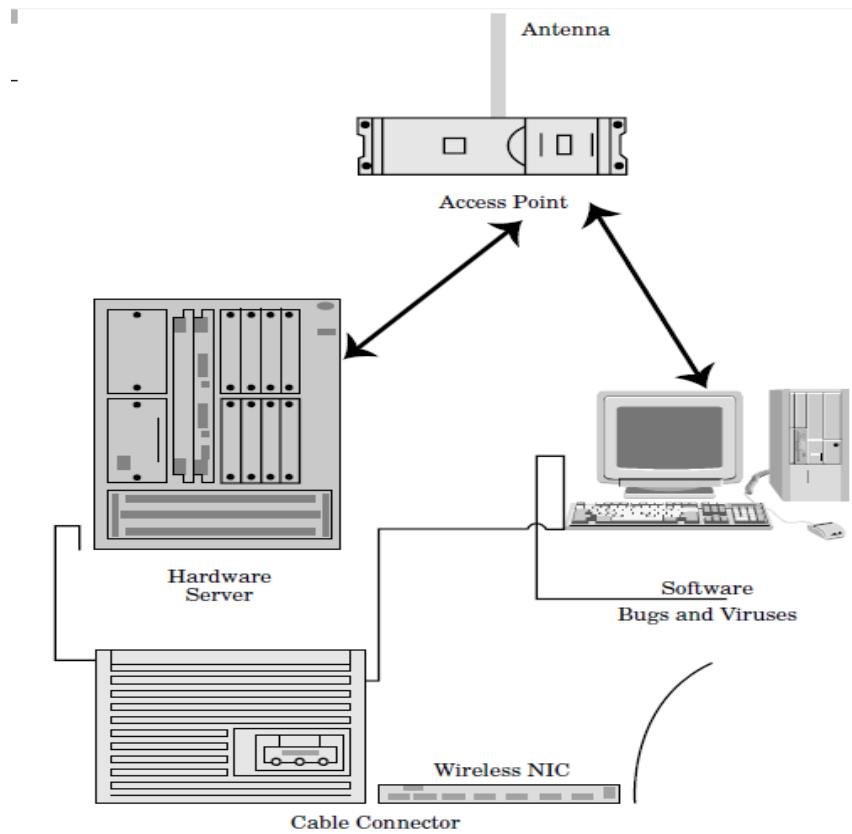 Antenna
Access Point
Hardware
Server
Software
Bugs and Viruses
Wireless NIC
Cable Connector